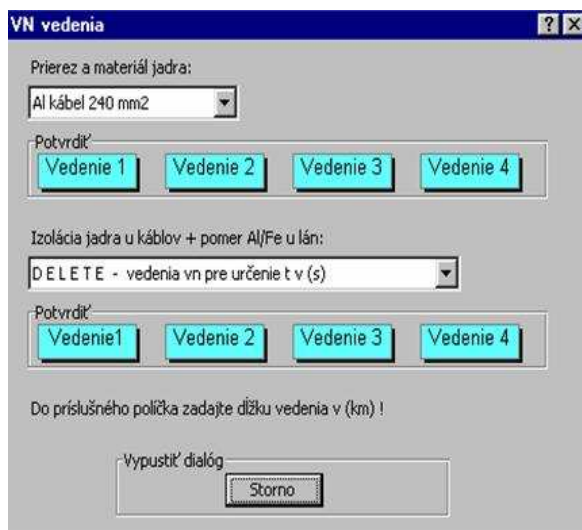 VN vedenia
Prierez a materiál jadra:
Al kábel 240 mm2
Potvrdiť
Vedenie 1 Vedenie 2 Vedenie 3 Vedenie 4
Izolácia jadra u káblov + pomer Al/Fe u lán:
D E L E T E - vedenia vn pre určenie t v (s)
Potvrdiť
Vedenie1 Vedenie 2 Vedenie 3 Vedenie 4
Do príslušného políčka zadajte dĺžku vedenia v (km) !
Vypustiť dialóg
Storno